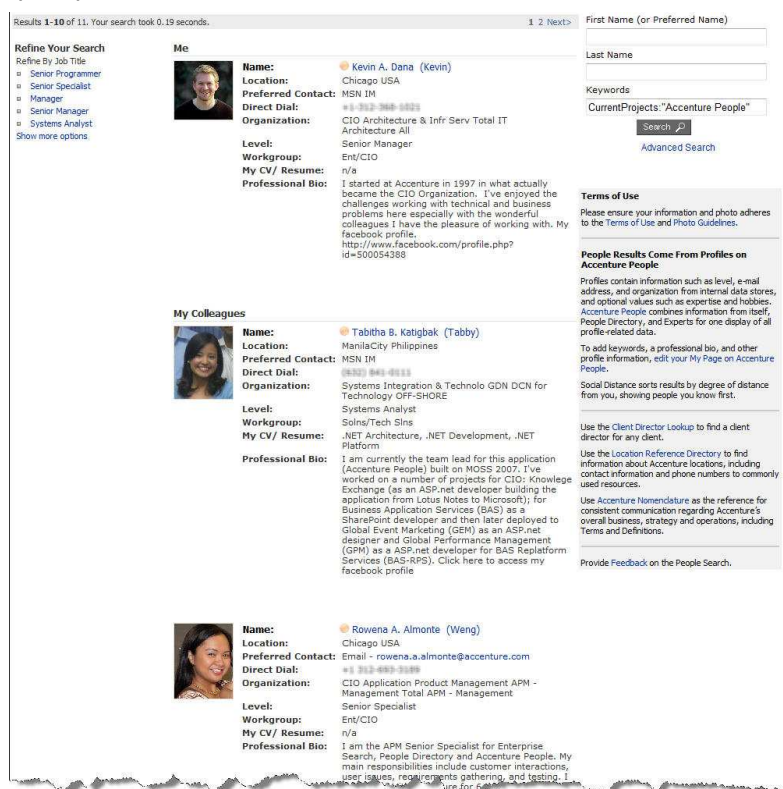 Results 1-10 of 11. Your search took 0.19 seconds.
1 2 Next>
Refine Your Search
Refine By Job Title
Senior Programmer
Senior Specialist
Manager
Senior Manager
Systems Analyst
Show more options
Me
Name: Kevin A. Dana (Kevin)
Location: Chicago USA
Preferred Contact: MSN IM
Direct Dial:
Organization: CIO Architecture & Infr Serv Total IT
Architecture All
Level: Senior Manager
Workgroup: Ent/CIO
My CV/ Resume: n/a
Professional Bio: I started at Accenture in 1997 in what actually
became the CIO Organization. I've enjoyed the
challenges working with technical and business
problems here especially with the wonderful
colleagues I have the pleasure of working with. My
facebook profile.
http://www.facebook.com/profile.php?
id=500054388
My Colleagues
Name: Tabitha B. Katigbak (Tabby)
Location: ManilaCity Philippines
Preferred Contact: MSN IM
Direct Dial:
Organization: Systems Integration & Technolo GDN DCN for
Technology OFF-SHORE
Level: Systems Analyst
Workgroup: Solns/Tech Slns
My CV/ Resume: .NET Architecture, .NET Development, .NET
Platform
Professional Bio: I am currently the team lead for this application
(Accenture People) built on MOSS 2007. I've
worked on a number of projects for CIO: Knowlege
Exchange (as an ASP.net developer building the
application from Lotus Notes to Microsoft); for
Business Application Services (BAS) as a
SharePoint developer and then later deployed to
Global Event Marketing (GEM) as an ASP.net
designer and Global Performance Management
(GPM) as a ASP.net developer for BAS Replatform
Services (BAS-RPS). Click here to access my
facebook profile
Name: Rowena A. Almonte (Weng)
Location: Chicago USA
Preferred Contact: Email - rowena.a.almonte@accenture.com
Direct Dial:
Organization: CIO Application Product Management APM -
Management Total APM - Management
Level: Senior Specialist
Workgroup: Ent/CIO
My CV/ Resume: n/a
Professional Bio: I am the APM Senior Specialist for Enterprise
Search, People Directory and Accenture People. My
main responsibilities include customer interactions,
user issues, requirements gathering, and testing. I
First Name (or Preferred Name)
Last Name
Keywords
CurrentProjects:"Accenture People"
Search
Advanced Search
Terms of Use
Please ensure your information and photo adheres
to the Terms of Use and Photo Guidelines.
People Results Come From Profiles on
Accenture People
Profiles contain information such as level, e-mail
address, and organization from internal data stores,
and optional values such as expertise and hobbies.
Accenture People combines information from itself,
People Directory, and Experts for one display of all
profile-related data.
To add keywords, a professional bio, and other
profile information, edit your My Page on Accenture
People.
Social Distance sorts results by degree of distance
from you, showing people you know first.
Use the Client Director Lookup to find a client
director for any client.
Use the Location Reference Directory to find
information about Accenture locations, including
contact information and phone numbers to commonly
used resources.
Use Accenture Nomenclature as the reference for
consistent communication regarding Accenture's
overall business, strategy and operations, including
Terms and Definitions.
Provide Feedback on the People Search.